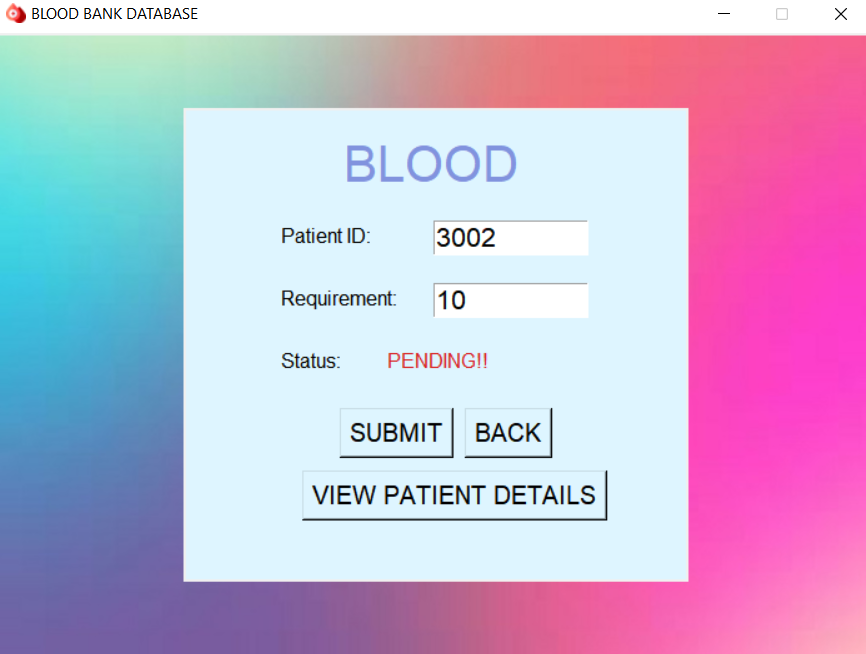 BLOOD BANK DATABASE
BLOOD
Patient ID: 3002
Requirement: 10
Status: PENDING!!
SUBMIT BACK
VIEW PATIENT DETAILS